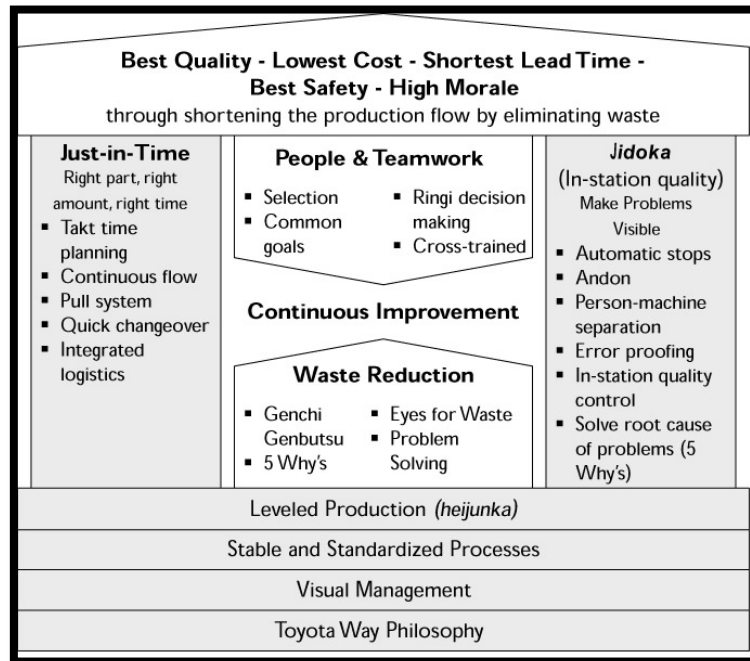 Best Quality - Lowest Cost - Shortest Lead Time -
Best Safety - High Morale
through shortening the production flow by eliminating waste
Just-in-Time
Right part, right
amount, right time
▪ Takt time
planning
▪ Continuous flow
▪ Pull system
▪ Quick changeover
▪ Integrated
logistics
People & Teamwork
▪ Selection
▪ Common
goals
▪ Ringi decision
making
▪ Cross-trained
Continuous Improvement
Waste Reduction
▪ Genchi
Genbutsu
▪ 5 Why's
▪ Eyes for Waste
▪ Problem
Solving
Jidoka
(In-station quality)
Make Problems
Visible
▪ Automatic stops
▪ Andon
▪ Person-machine
separation
▪ Error proofing
▪ In-station quality
control
▪ Solve root cause
of problems (5
Why's)
Leveled Production (heijunka)
Stable and Standardized Processes
Visual Management
Toyota Way Philosophy